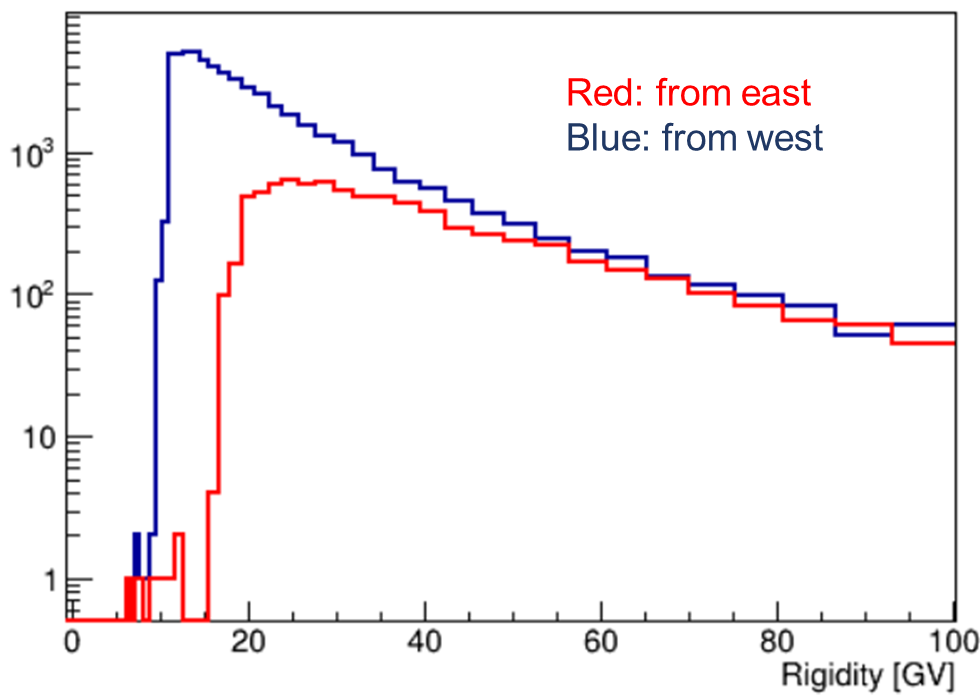 Red: from east
Blue: from west
10³
10²
10
1
0 20 40 60 80 100
Rigidity [GV]